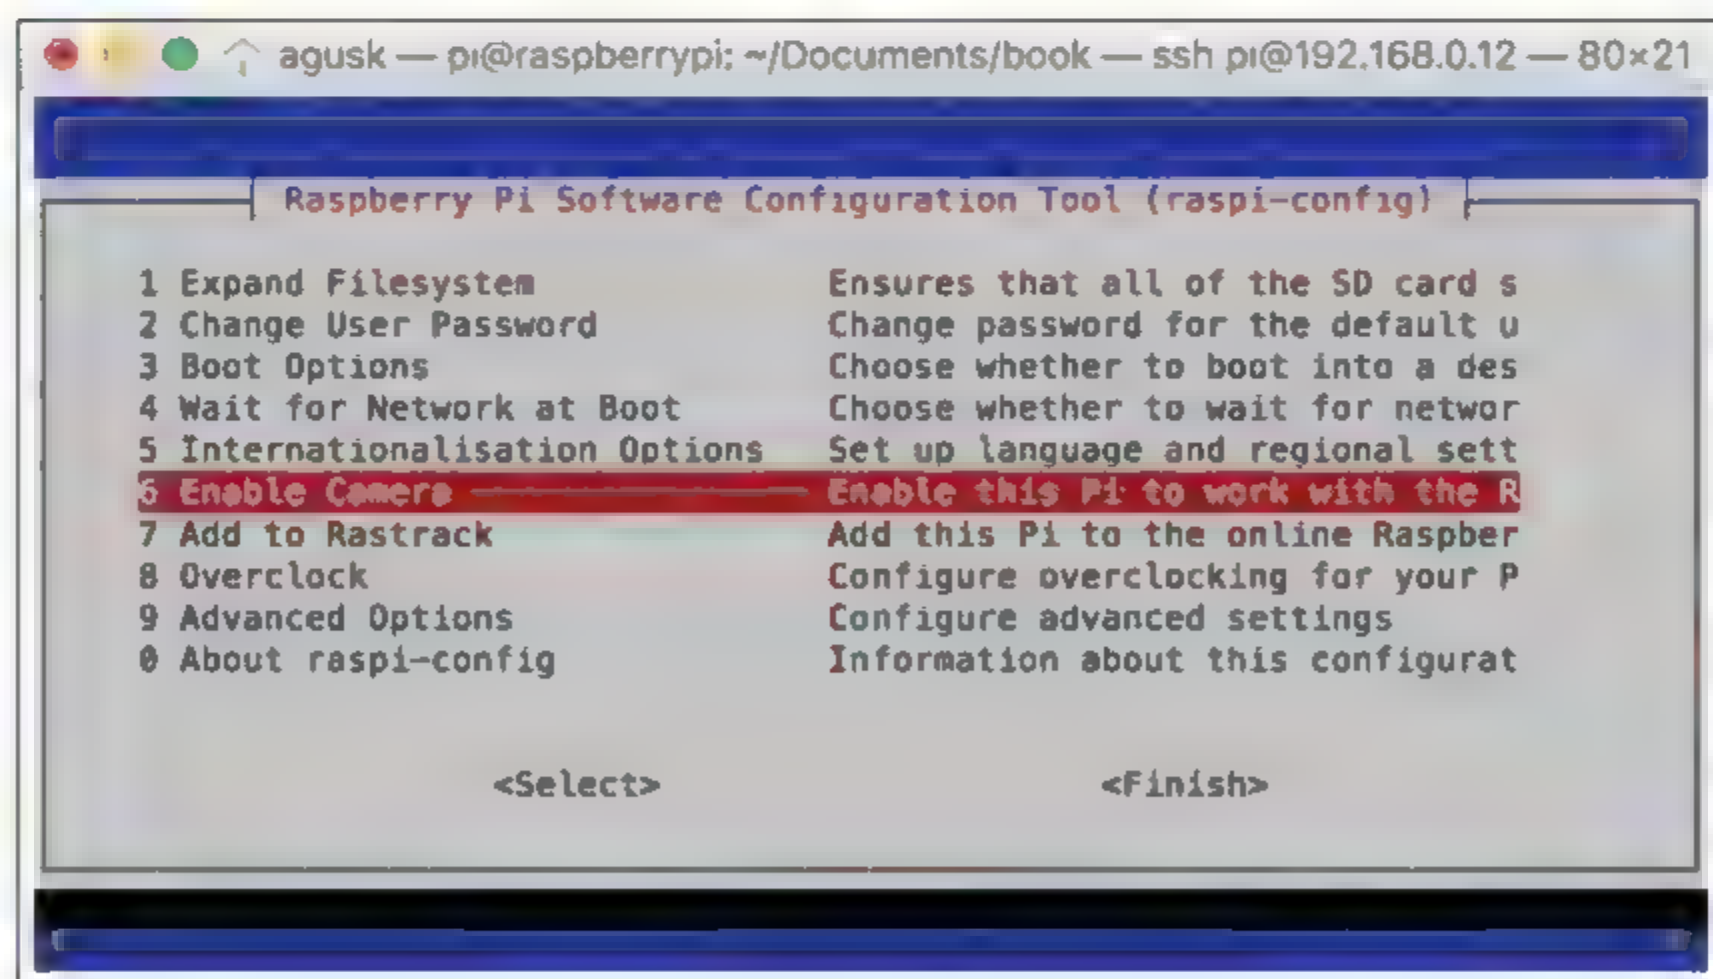 agusk — pi@raspberrypi: ~/Documents/book — ssh pi@192.168.0.12 — 80×21
Raspberry Pi Software Configuration Tool (raspi-config)
1 Expand Filesystem Ensures that all of the SD card s
2 Change User Password Change password for the default u
3 Boot Options Choose whether to boot into a des
4 Wait for Network at Boot Choose whether to wait for networ
5 Internationalisation Options Set up language and regional sett
6 Enable Camera Enable this Pi to work with the R
7 Add to Rastrack Add this Pi to the online Raspber
8 Overclock Configure overclocking for your P
9 Advanced Options Configure advanced settings
0 About raspi-config Information about this configurat
<Select> <Finish>